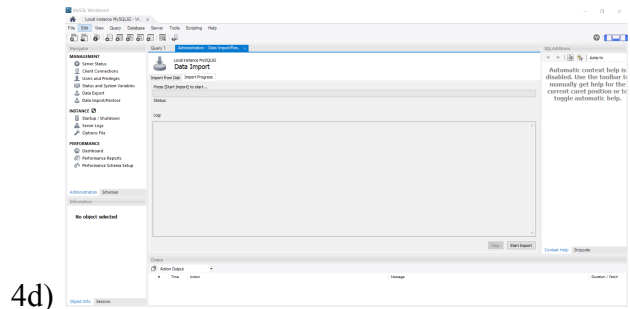 MySQL Workbench
Local instance MySQL80 - W... x
File Edit View Query Database Server Tools Scripting Help
Navigator
MANAGEMENT
Server Status
Client Connections
Users and Privileges
Status and System Variables
Data Export
Data Import/Restore
INSTANCE
Startup / Shutdown
Server Logs
Options File
PERFORMANCE
Dashboard
Performance Reports
Performance Schema Setup
Administration Schemas
Information
No object selected
Object Info Session
Query 1 Administration - Data Import/Res... x
Local instance MySQL80
Data Import
Import from Disk Import Progress
Press [Start Import] to start...
Status:
Log:
Stop Start Import
Output
Action Output
# Time Action Message Duration / Fetch
SQLAdditions
Jump to
Automatic context help is
disabled. Use the toolbar to
manually get help for the
current caret position or to
toggle automatic help.
Context Help Snippets
4d)